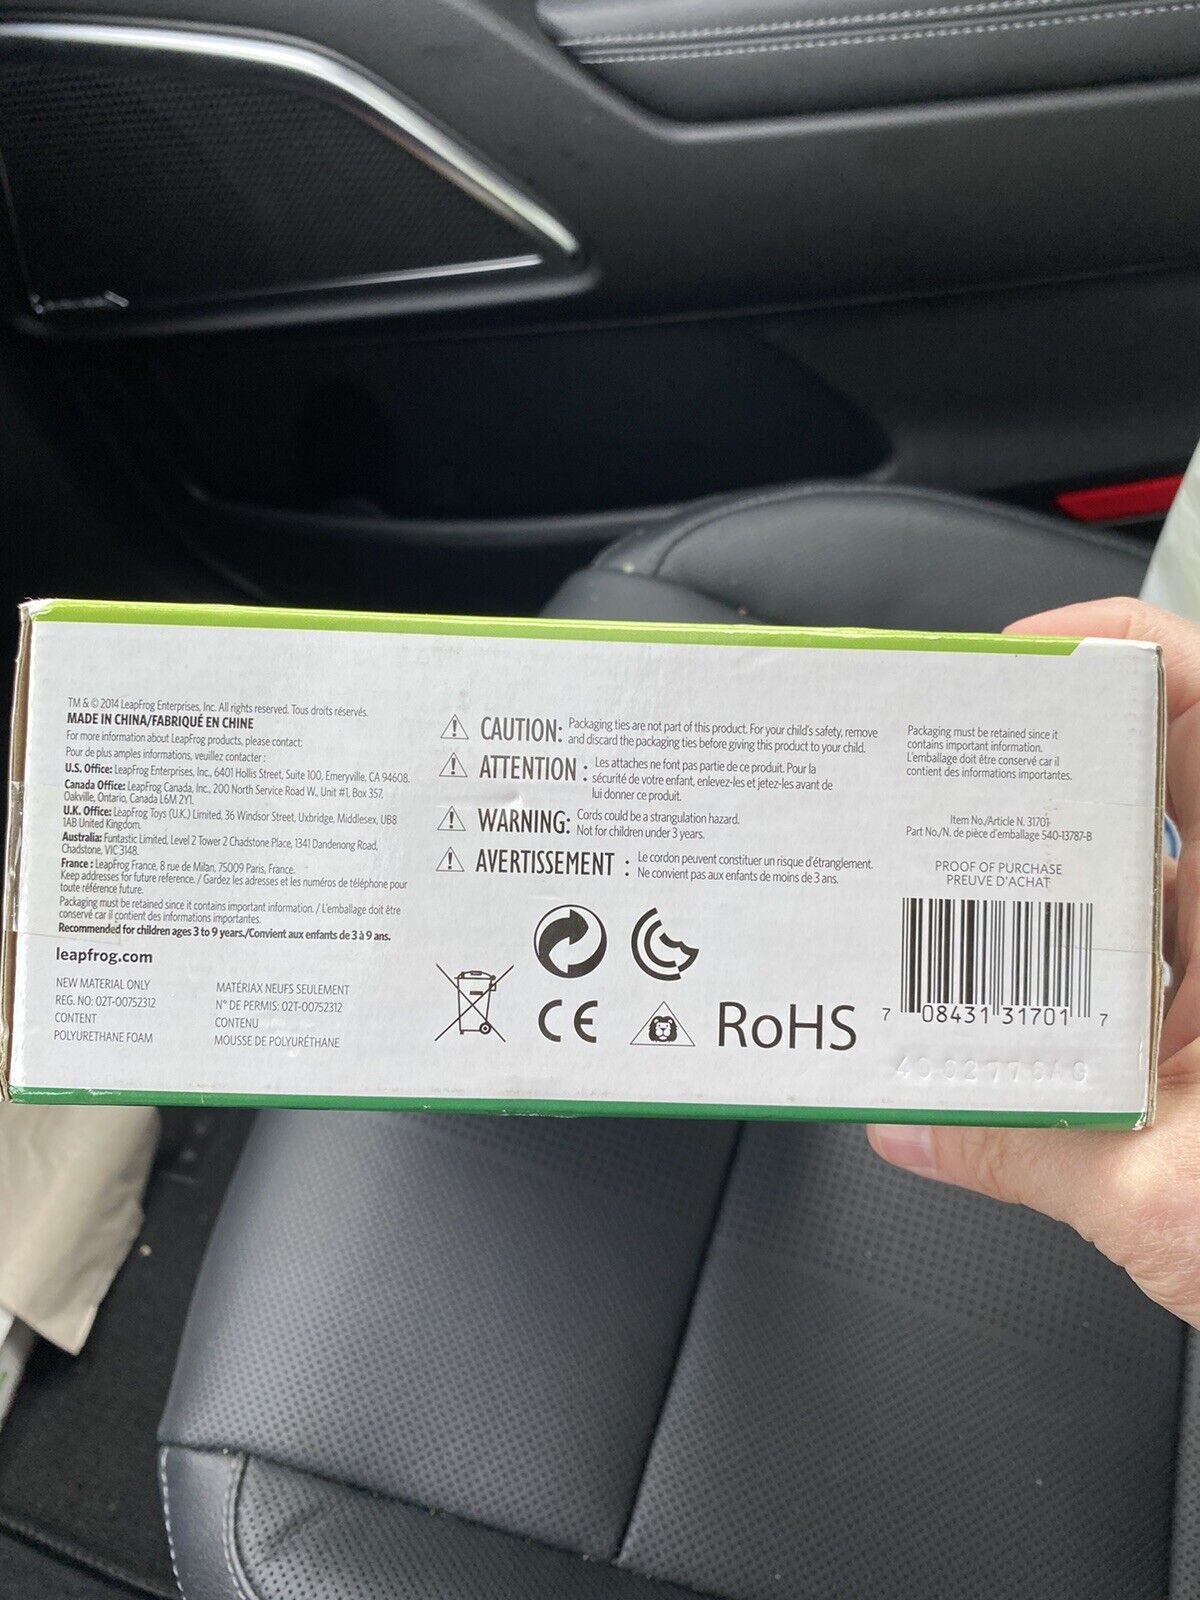 TM & © 2014 LeapFrog Enterprises, Inc. All rights reserved. Tous droits réservés.
MADE IN CHINA/FABRIQUÉ EN CHINE
For more information about LeapFrog products, please contact:
Pour de plus amples informations, veuillez contacter :
U.S. Office: LeapFrog Enterprises, Inc., 6401 Hollis Street, Suite 100, Emeryville, CA 94608.
Canada Office: LeapFrog Canada, Inc., 200 North Service Road W., Unit #1, Box 357,
Oakville, Ontario, Canada L6M 2Y1.
U.K. Office: LeapFrog Toys (U.K.) Limited, 36 Windsor Street, Uxbridge, Middlesex, UB8
1AB United Kingdom.
Australia: Funtastic Limited, Level 2 Tower 2 Chadstone Place, 1341 Dandenong Road,
Chadstone, VIC 3148.
France : LeapFrog France, 8 rue de Milan, 75009 Paris, France.
Keep addresses for future reference. / Gardez les adresses et les numéros de téléphone pour
toute référence future.
Packaging must be retained since it contains important information. / L'emballage doit être
conservé car il contient des informations importantes.
Recommended for children ages 3 to 9 years./Convient aux enfants de 3 à 9 ans.
leapfrog.com
NEW MATERIAL ONLY
REG. NO: 02T-00752312
CONTENT
POLYURETHANE FOAM
MATÉRIAX NEUFS SEULEMENT
N° DE PERMIS: 02T-00752312
CONTENU
MOUSSE DE POLYURÉTHANE
CAUTION: Packaging ties are not part of this product. For your child's safety, remove
and discard the packaging ties before giving this product to your child.
ATTENTION : Les attaches ne font pas partie de ce produit. Pour la
sécurité de votre enfant, enlevez-les et jetez-les avant de
lui donner ce produit.
WARNING: Cords could be a strangulation hazard.
Not for children under 3 years.
AVERTISSEMENT : Le cordon peuvent constituer un risque d'étranglement.
Ne convient pas aux enfants de moins de 3 ans.
CE
RoHS
Packaging must be retained since it
contains important information.
L'emballage doit être conservé car il
contient des informations importantes.
Item No./Article N. 31701
Part No./N. de pièce d'emballage 540-13787-B
PROOF OF PURCHASE
PREUVE D'ACHAT
7 08431 31701 7